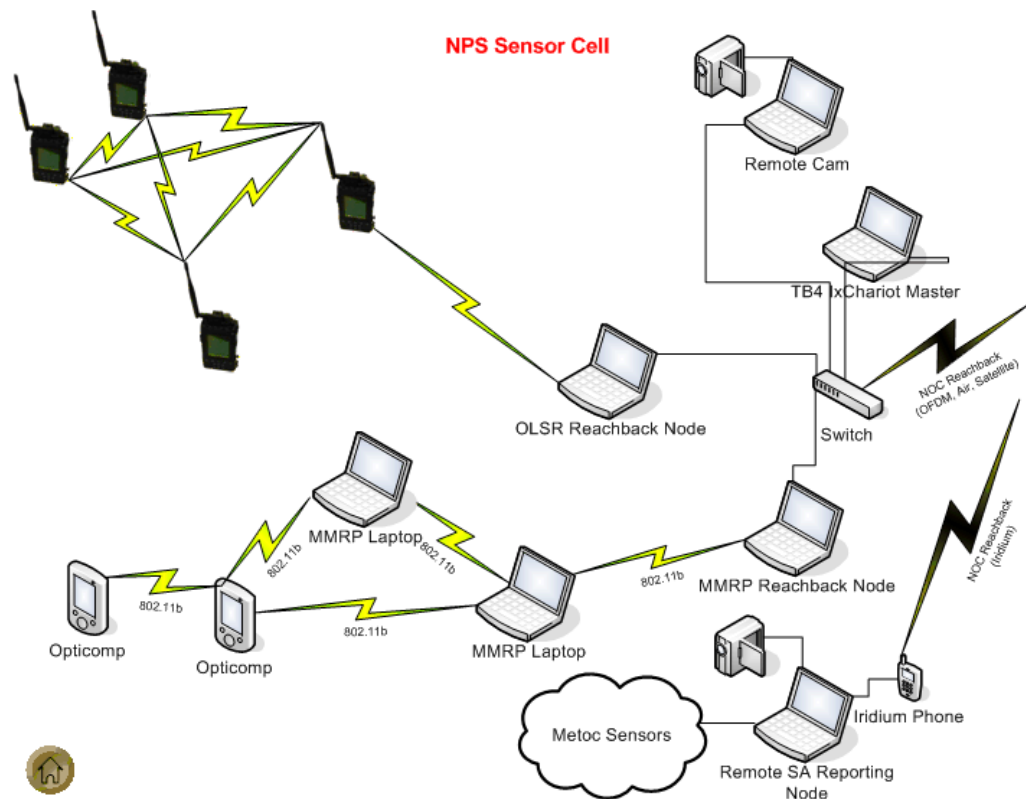 NPS Sensor Cell
Remote Cam
TB4 IxChariot Master
NOC Reachback
(OFDM, Air, Satellite)
OLSR Reachback Node
Switch
MMRP Laptop
802.11b
802.11b
NOC Reachback
(Iridium)
802.11b
MMRP Reachback Node
802.11b
802.11b
Opticomp
Opticomp
MMRP Laptop
Iridium Phone
Metoc Sensors
Remote SA Reporting
Node